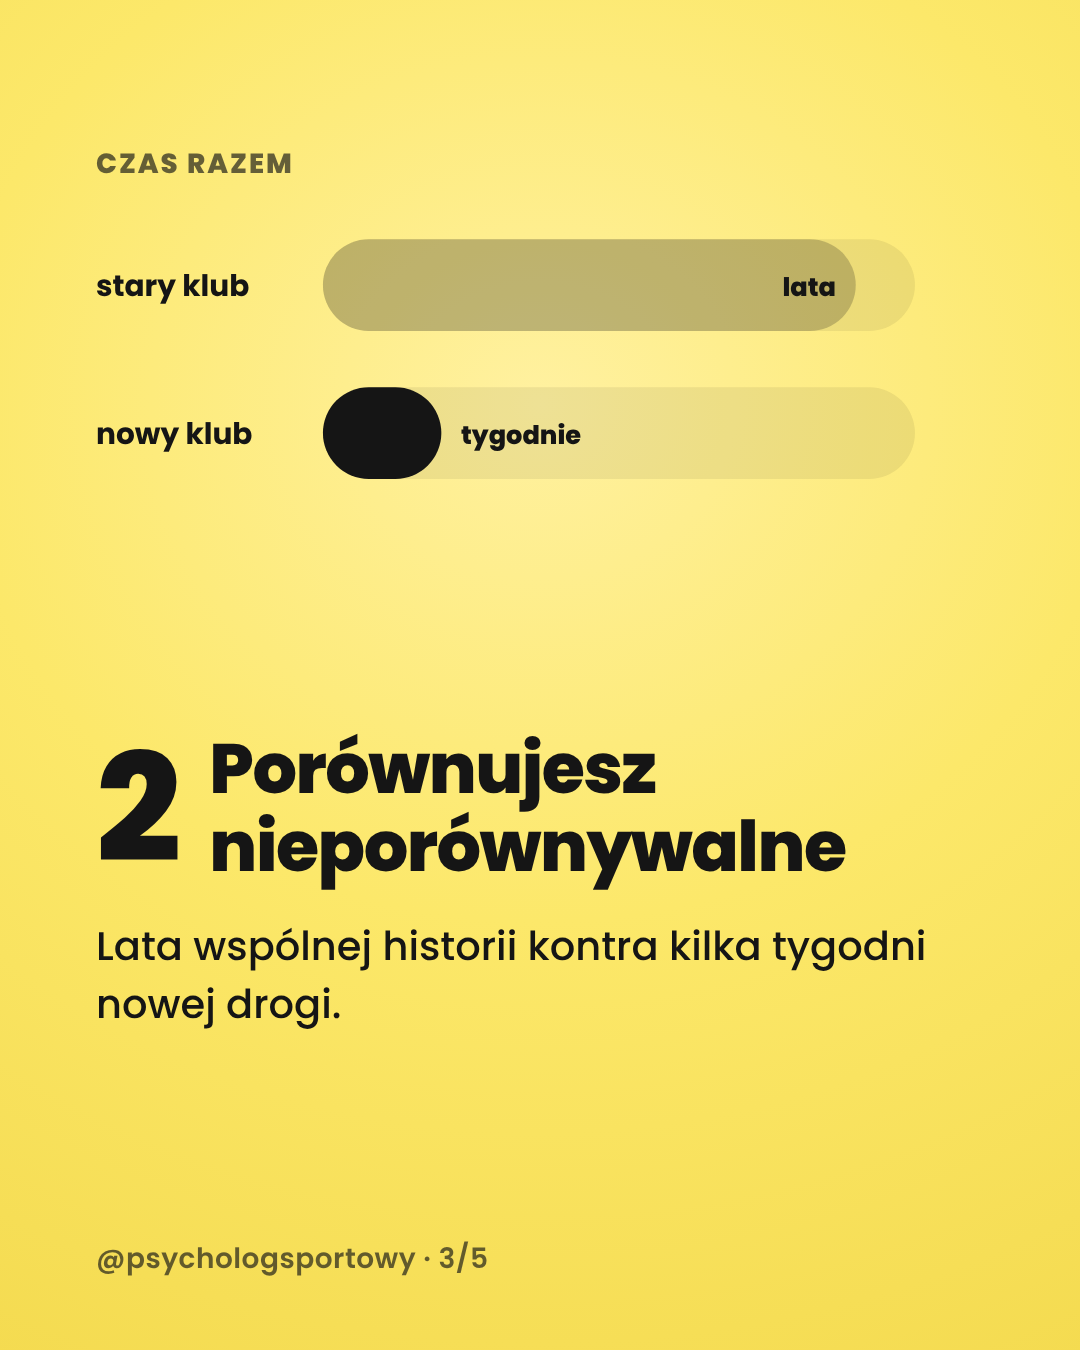 CZAS RAZEM
stary klub
lata
nowy klub
tygodnie
2
Porównujesz
nieporównywalne
Lata wspólnej historii kontra kilka tygodni
nowej drogi.
@psychologsportowy · 3/5